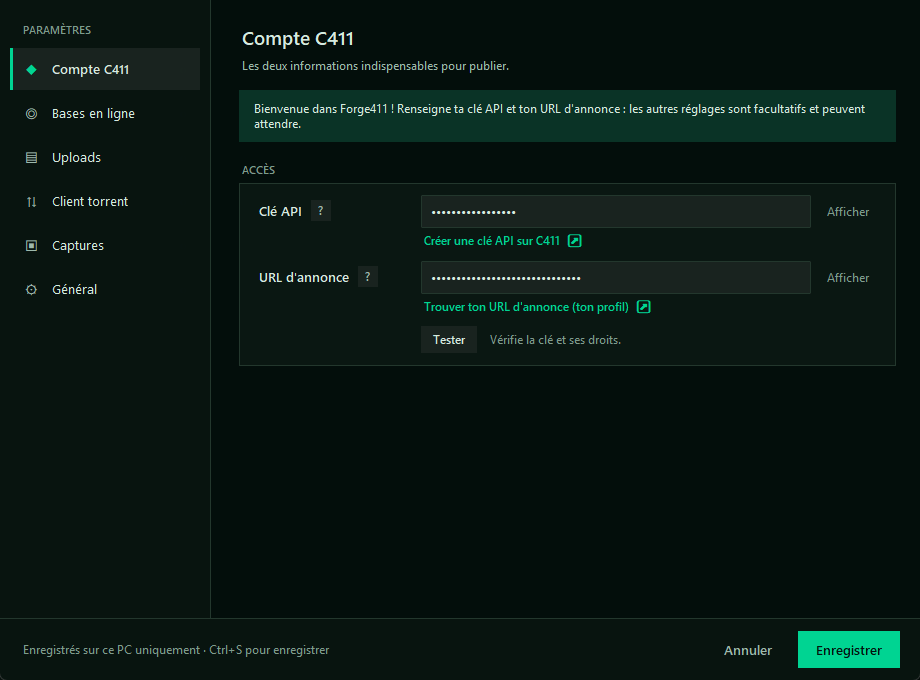 PARAMÈTRES
Compte C411
Bases en ligne
Uploads
Client torrent
Captures
Général
Compte C411
Les deux informations indispensables pour publier.
Bienvenue dans Forge411 ! Renseigne ta clé API et ton URL d'annonce : les autres réglages sont facultatifs et peuvent
attendre.
ACCÈS
Clé API ? ••••••••••••••••• Afficher
Créer une clé API sur C411
URL d'annonce ? •••••••••••••••••••••••••••••• Afficher
Trouver ton URL d'annonce (ton profil)
Tester Vérifie la clé et ses droits.
Enregistrés sur ce PC uniquement · Ctrl+S pour enregistrer
Annuler Enregistrer